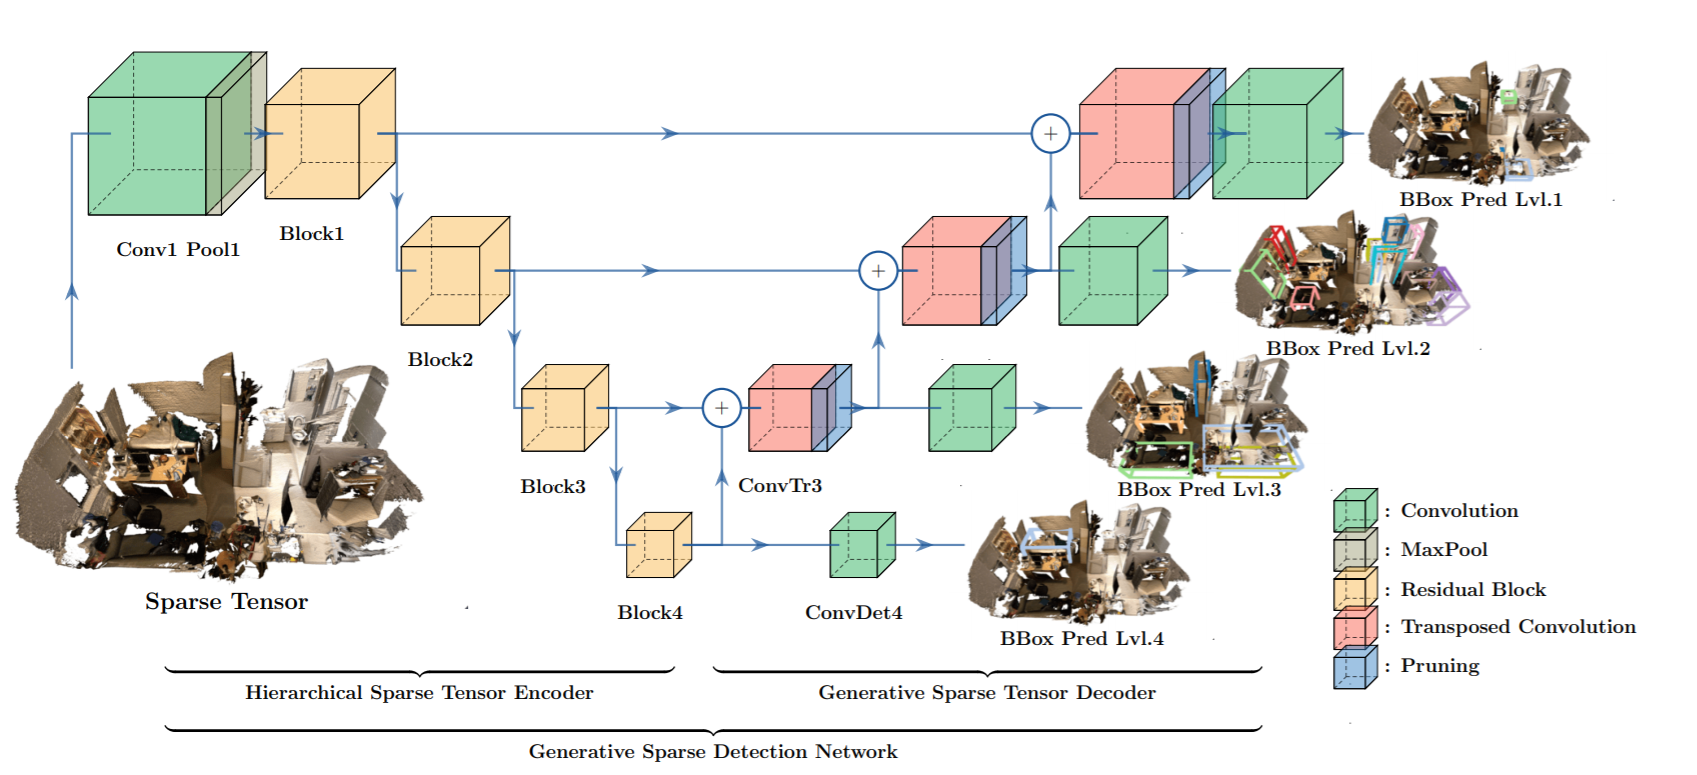 Conv1 Pool1
Block1
+
BBox Pred Lvl.1
Block2
+
BBox Pred Lvl.2
Block3
+
ConvTr3
BBox Pred Lvl.3
Sparse Tensor
Block4
ConvDet4
BBox Pred Lvl.4
: Convolution
: MaxPool
: Residual Block
: Transposed Convolution
: Pruning
Hierarchical Sparse Tensor Encoder
Generative Sparse Tensor Decoder
Generative Sparse Detection Network